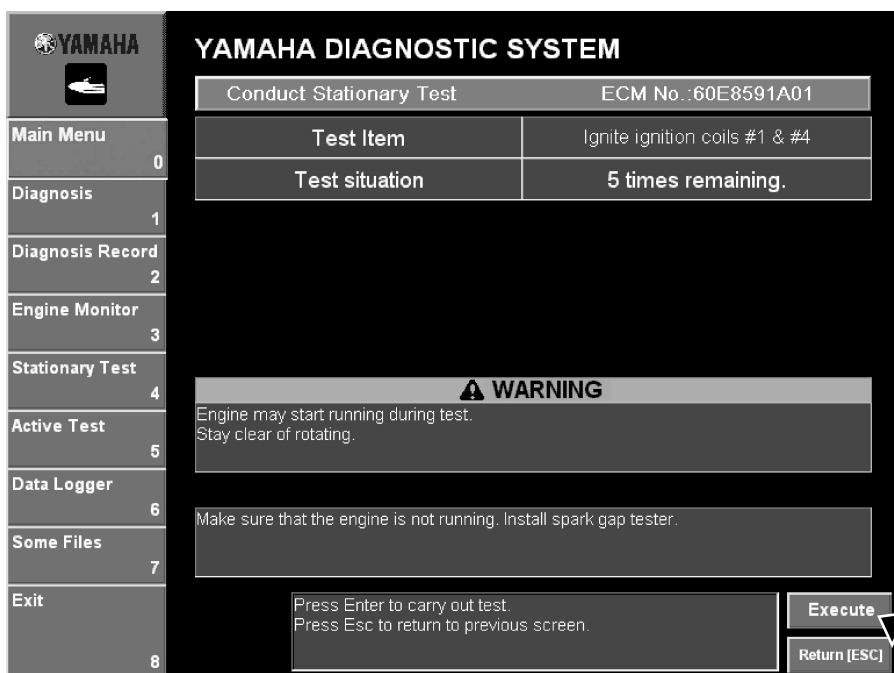 YAMAHA
YAMAHA DIAGNOSTIC SYSTEM
Conduct Stationary Test ECM No.:60E8591A01
Test Item Ignite ignition coils #1 & #4
Test situation 5 times remaining.
Main Menu
0
Diagnosis
1
Diagnosis Record
2
Engine Monitor
3
Stationary Test
4
Active Test
5
Data Logger
6
Some Files
7
Exit
8
WARNING
Engine may start running during test.
Stay clear of rotating.
Make sure that the engine is not running. Install spark gap tester.
Press Enter to carry out test.
Press Esc to return to previous screen.
Execute
Return [ESC]